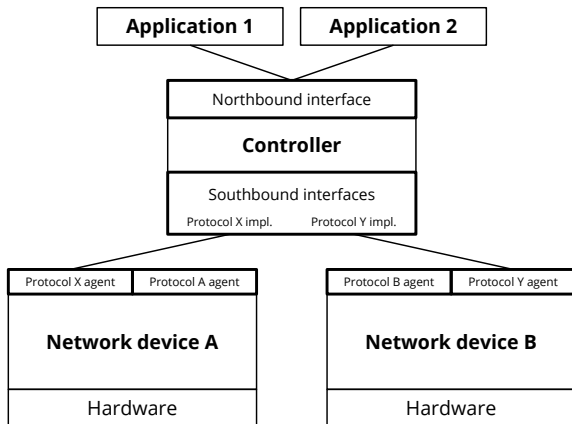 Application 1
Application 2
Northbound interface
Controller
Southbound interfaces
Protocol X impl.
Protocol Y impl.
Protocol X agent
Protocol A agent
Protocol B agent
Protocol Y agent
Network device A
Network device B
Hardware
Hardware